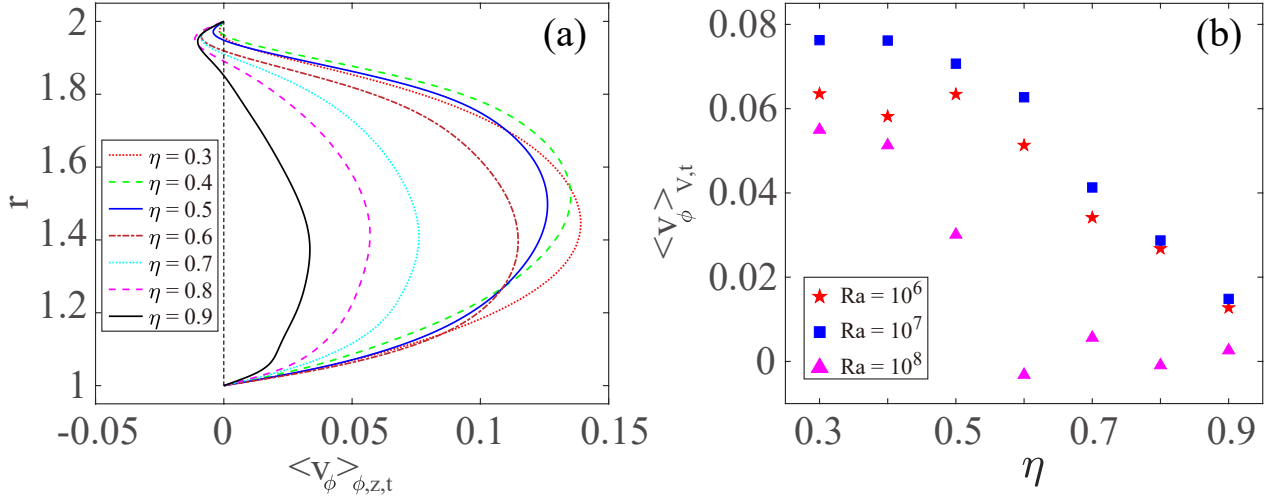 (a)
r
2
1.8
1.6
1.4
1.2
1
η = 0.3
η = 0.4
η = 0.5
η = 0.6
η = 0.7
η = 0.8
η = 0.9
-0.05 0 0.05 0.1 0.15
<v_ϕ>_ϕ,z,t
(b)
<v_ϕ>_V,t
0.08
0.06
0.04
0.02
0
Ra = 10^6
Ra = 10^7
Ra = 10^8
0.3 0.5 0.7 0.9
η